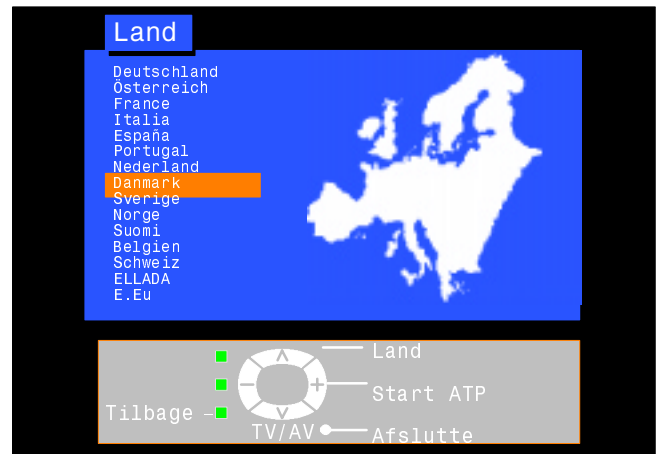 Land
Deutschland
Österreich
France
Italia
España
Portugal
Nederland
Danmark
Sverige
Norge
Suomi
Belgien
Schweiz
ELLADA
E.Eu
Land
Start ATP
Tilbage
TV/AV
Afslutte